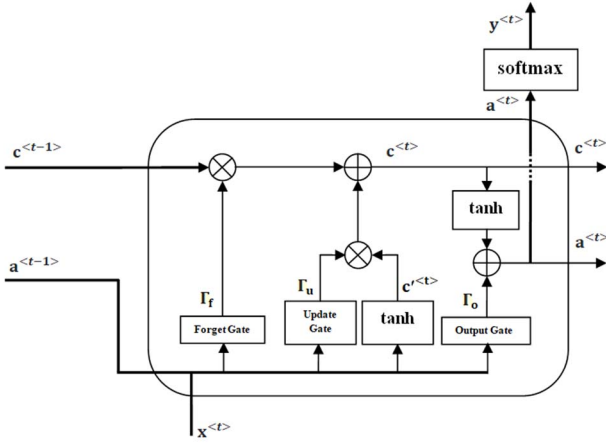 y<t>
softmax
a<t>
c<t-1>
c<t>
c<t>
tanh
a<t-1>
a<t>
Γf
Γu
c'<t>
Γo
Forget Gate
Update
Gate
tanh
Output Gate
x<t>